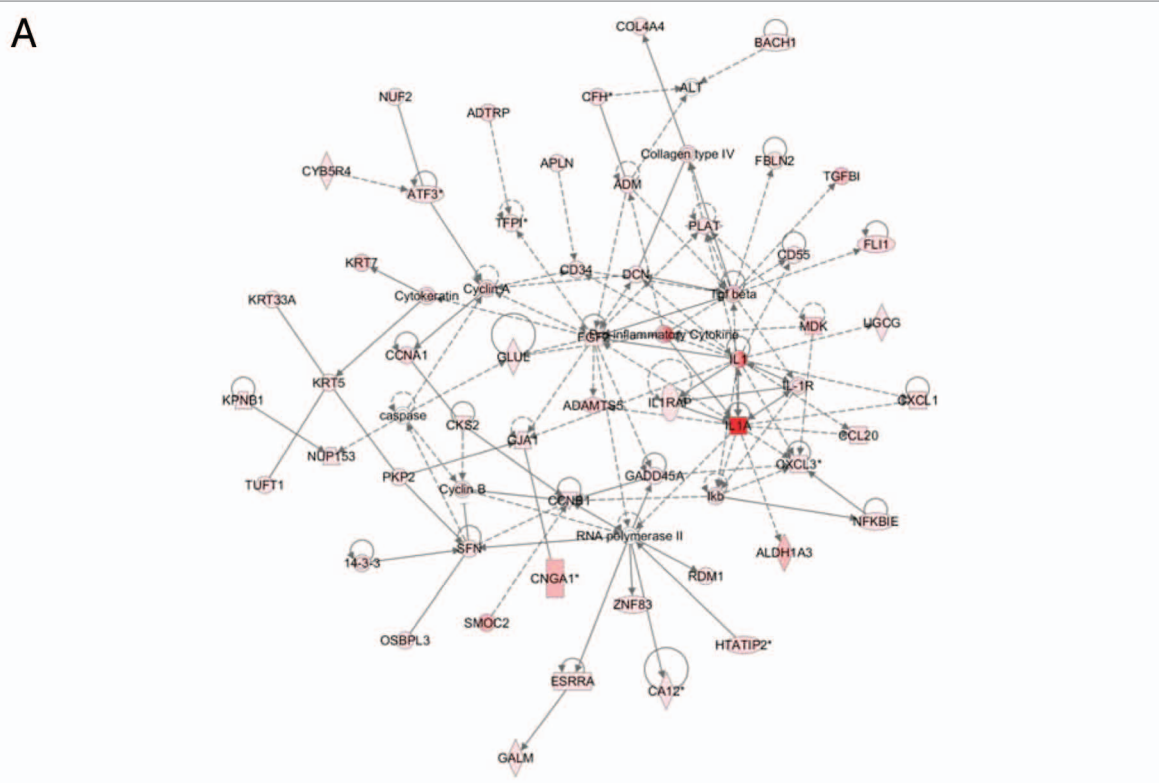 A
COL4A4
BACH1
ALT
NUF2
CFH*
ADTRP
Collagen type IV
FBLN2
APLN
CYB5R4
TGFBI
ADM
ATF3*
TFPI*
PLAT
FLI1
CD55
KRT7
CD34
DCN
Cyclin A
Tgf beta
Cytokeratin
KRT33A
UGCG
MDK
Pro-inflammatory Cytokine
CCNA1
GLUL
IL1
KRT5
IL-1R
KPNB1
CXCL1
IL1RAP
ADAMTS5
caspase
CKS2
IL1A
CCL20
CJA1*
NUP153
CXCL3*
PKP2
GADD45A
TUFT1
Cyclin B
Ikb
CCNB1
NFKBIE
RNA polymerase II
SFN
ALDH1A3
14-3-3
CNGA1*
RDM1
ZNF83
SMOC2
OSBPL3
HTATIP2*
ESRRA
CA12*
GALM